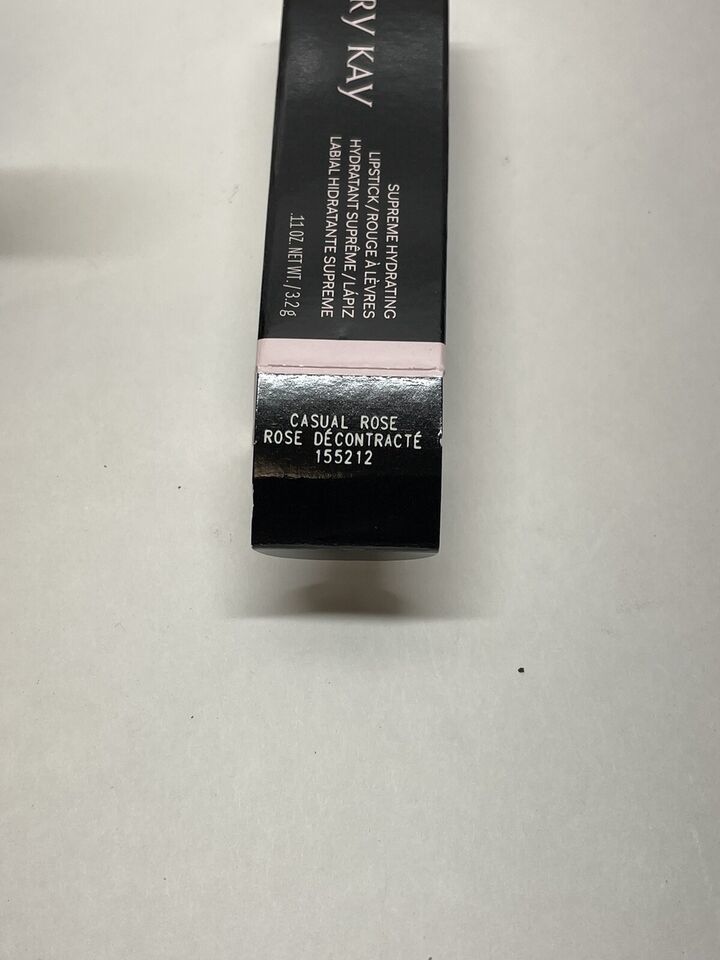 RY KAY
SUPREME HYDRATING
LIPSTICK / ROUGE À LÈVRES
HYDRATANT SUPRÊME / LÁPIZ
LABIAL HIDRATANTE SUPREME
.11 OZ. NET WT. / 3.2 g
CASUAL ROSE
ROSE DÉCONTRACTÉ
155212